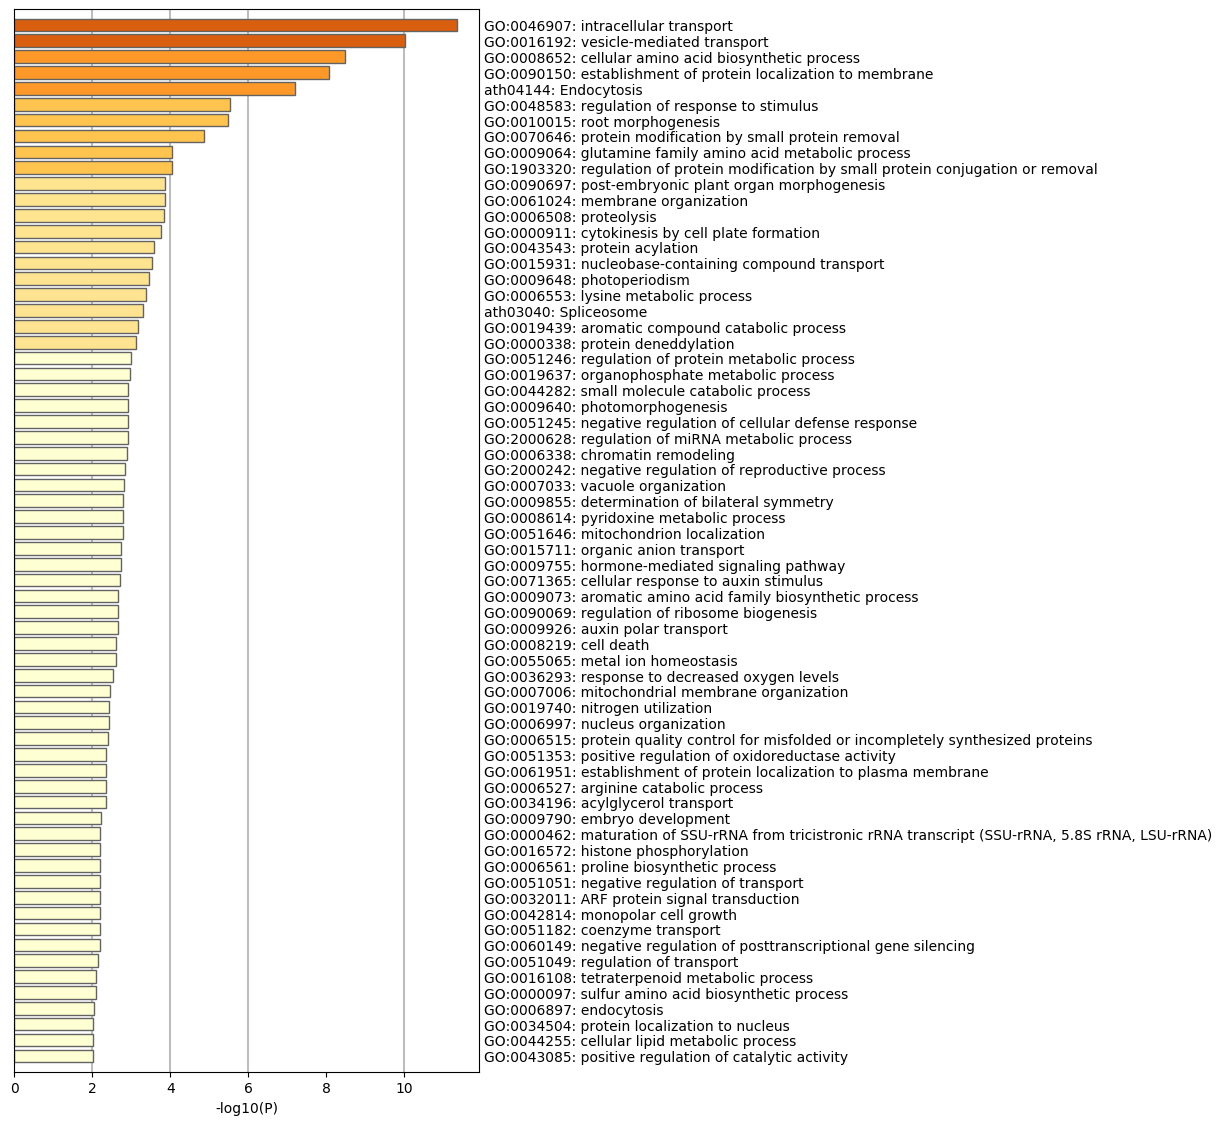 GO:0046907: intracellular transport
GO:0016192: vesicle-mediated transport
GO:0008652: cellular amino acid biosynthetic process
GO:0090150: establishment of protein localization to membrane
ath04144: Endocytosis
GO:0048583: regulation of response to stimulus
GO:0010015: root morphogenesis
GO:0070646: protein modification by small protein removal
GO:0009064: glutamine family amino acid metabolic process
GO:1903320: regulation of protein modification by small protein conjugation or removal
GO:0090697: post-embryonic plant organ morphogenesis
GO:0061024: membrane organization
GO:0006508: proteolysis
GO:0000911: cytokinesis by cell plate formation
GO:0043543: protein acylation
GO:0015931: nucleobase-containing compound transport
GO:0009648: photoperiodism
GO:0006553: lysine metabolic process
ath03040: Spliceosome
GO:0019439: aromatic compound catabolic process
GO:0000338: protein deneddylation
GO:0051246: regulation of protein metabolic process
GO:0019637: organophosphate metabolic process
GO:0044282: small molecule catabolic process
GO:0009640: photomorphogenesis
GO:0051245: negative regulation of cellular defense response
GO:2000628: regulation of miRNA metabolic process
GO:0006338: chromatin remodeling
GO:2000242: negative regulation of reproductive process
GO:0007033: vacuole organization
GO:0009855: determination of bilateral symmetry
GO:0008614: pyridoxine metabolic process
GO:0051646: mitochondrion localization
GO:0015711: organic anion transport
GO:0009755: hormone-mediated signaling pathway
GO:0071365: cellular response to auxin stimulus
GO:0009073: aromatic amino acid family biosynthetic process
GO:0090069: regulation of ribosome biogenesis
GO:0009926: auxin polar transport
GO:0008219: cell death
GO:0055065: metal ion homeostasis
GO:0036293: response to decreased oxygen levels
GO:0007006: mitochondrial membrane organization
GO:0019740: nitrogen utilization
GO:0006997: nucleus organization
GO:0006515: protein quality control for misfolded or incompletely synthesized proteins
GO:0051353: positive regulation of oxidoreductase activity
GO:0061951: establishment of protein localization to plasma membrane
GO:0006527: arginine catabolic process
GO:0034196: acylglycerol transport
GO:0009790: embryo development
GO:0000462: maturation of SSU-rRNA from tricistronic rRNA transcript (SSU-rRNA, 5.8S rRNA, LSU-rRNA)
GO:0016572: histone phosphorylation
GO:0006561: proline biosynthetic process
GO:0051051: negative regulation of transport
GO:0032011: ARF protein signal transduction
GO:0042814: monopolar cell growth
GO:0051182: coenzyme transport
GO:0060149: negative regulation of posttranscriptional gene silencing
GO:0051049: regulation of transport
GO:0016108: tetraterpenoid metabolic process
GO:0000097: sulfur amino acid biosynthetic process
GO:0006897: endocytosis
GO:0034504: protein localization to nucleus
GO:0044255: cellular lipid metabolic process
GO:0043085: positive regulation of catalytic activity
0 2 4 6 8 10
-log10(P)